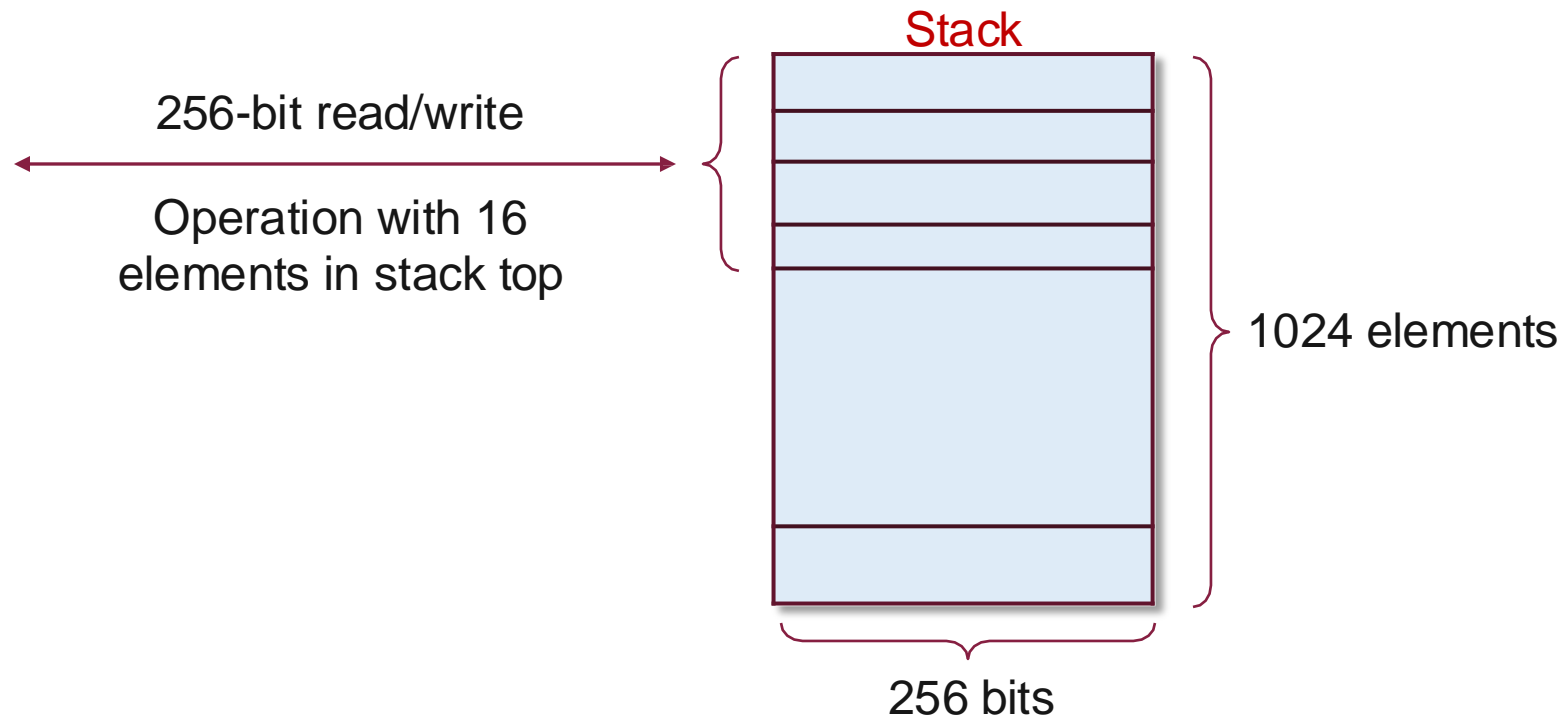 Stack
256-bit read/write
Operation with 16
elements in stack top
1024 elements
256 bits